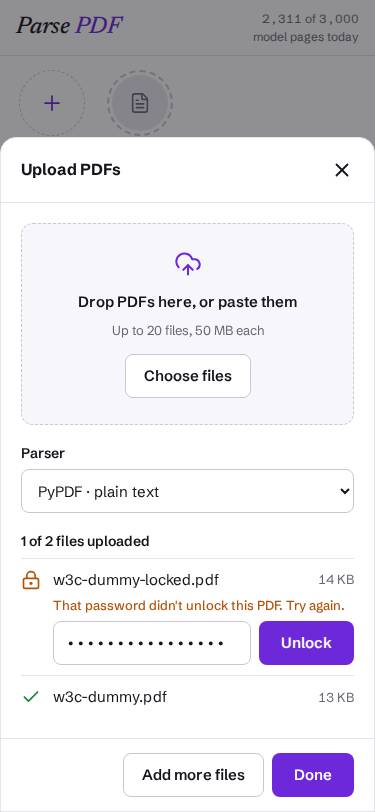 Parse PDF
2,311 of 3,000
model pages today
Upload PDFs
Drop PDFs here, or paste them
Up to 20 files, 50 MB each
Choose files
Parser
PyPDF · plain text
1 of 2 files uploaded
w3c-dummy-locked.pdf 14 KB
That password didn't unlock this PDF. Try again.
••••••••••••••••
Unlock
w3c-dummy.pdf 13 KB
Add more files
Done